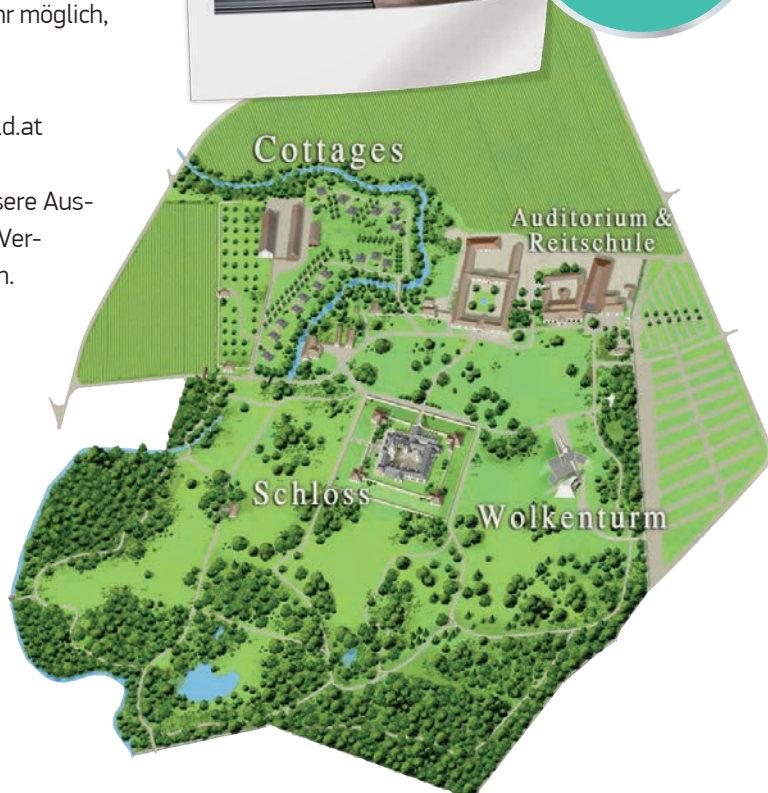 hr möglich,
d.at
sere Aus-
Ver-
n.
Cottages
Auditorium &
Reitschule
Schloss
Wolkenturm